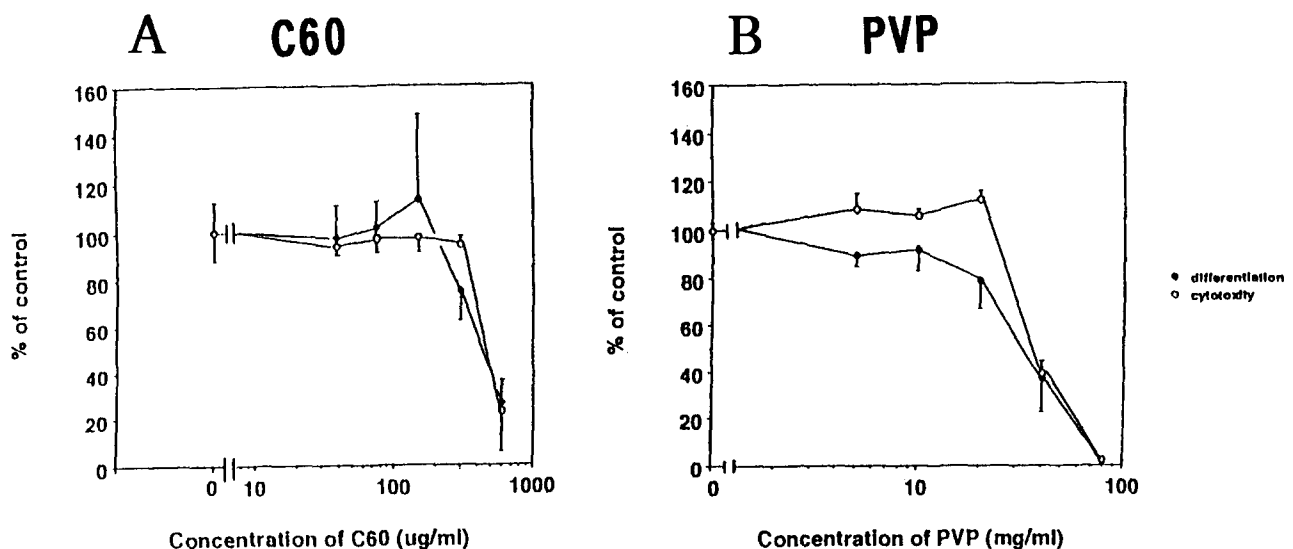 A C60
160
140
120
100
80
60
40
20
0
0 10 100 1000
% of control
Concentration of C60 (ug/ml)
B PVP
160
140
120
100
80
60
40
20
0
0 10 100
% of control
Concentration of PVP (mg/ml)
differentiation
cytotoxity